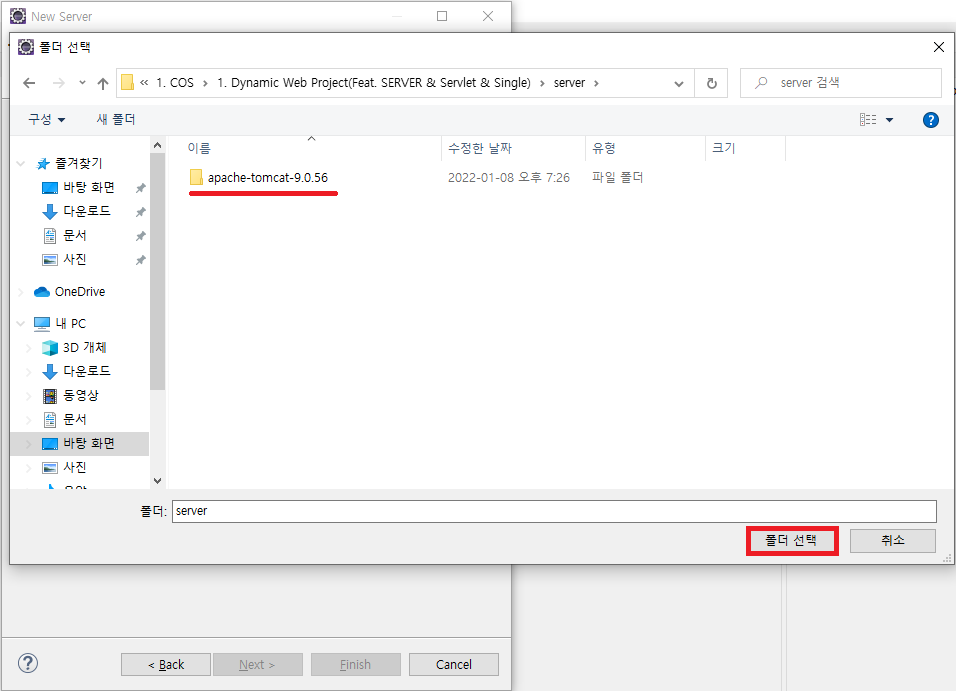 New Server
폴더 선택
« 1. COS › 1. Dynamic Web Project(Feat. SERVER & Servlet & Single) › server ›
server 검색
구성
새 폴더
이름
수정한 날짜
유형
크기
apache-tomcat-9.0.56
2022-01-08 오후 7:26
파일 폴더
즐겨찾기
바탕 화면
다운로드
문서
사진
OneDrive
내 PC
3D 개체
다운로드
동영상
문서
바탕 화면
사진
폴더:
server
폴더 선택
취소
< Back
Next >
Finish
Cancel